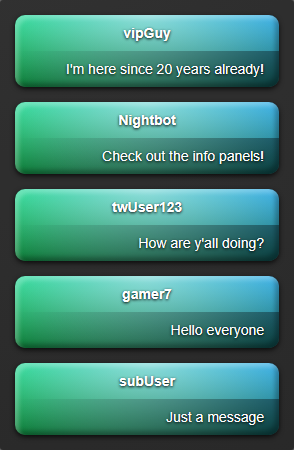 vipGuy
I'm here since 20 years already!
Nightbot
Check out the info panels!
twUser123
How are y'all doing?
gamer7
Hello everyone
subUser
Just a message